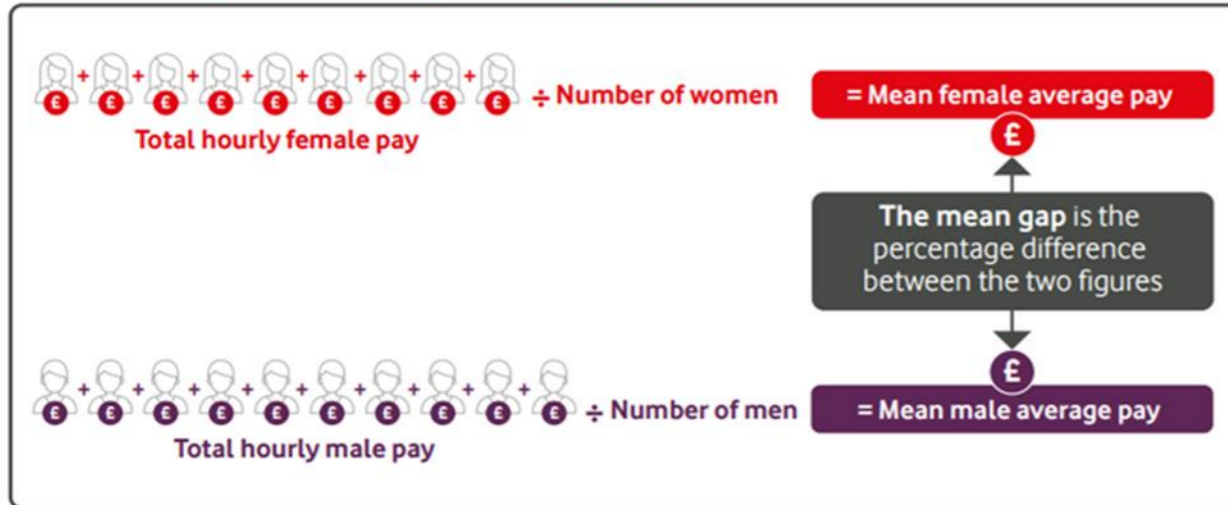 + + + + + + + +
£ £ £ £ £ £ £ £ £
÷ Number of women
= Mean female average pay
Total hourly female pay
£
The mean gap is the
percentage difference
between the two figures
£
+ + + + + + + + +
£ £ £ £ £ £ £ £ £ £
÷ Number of men
= Mean male average pay
Total hourly male pay